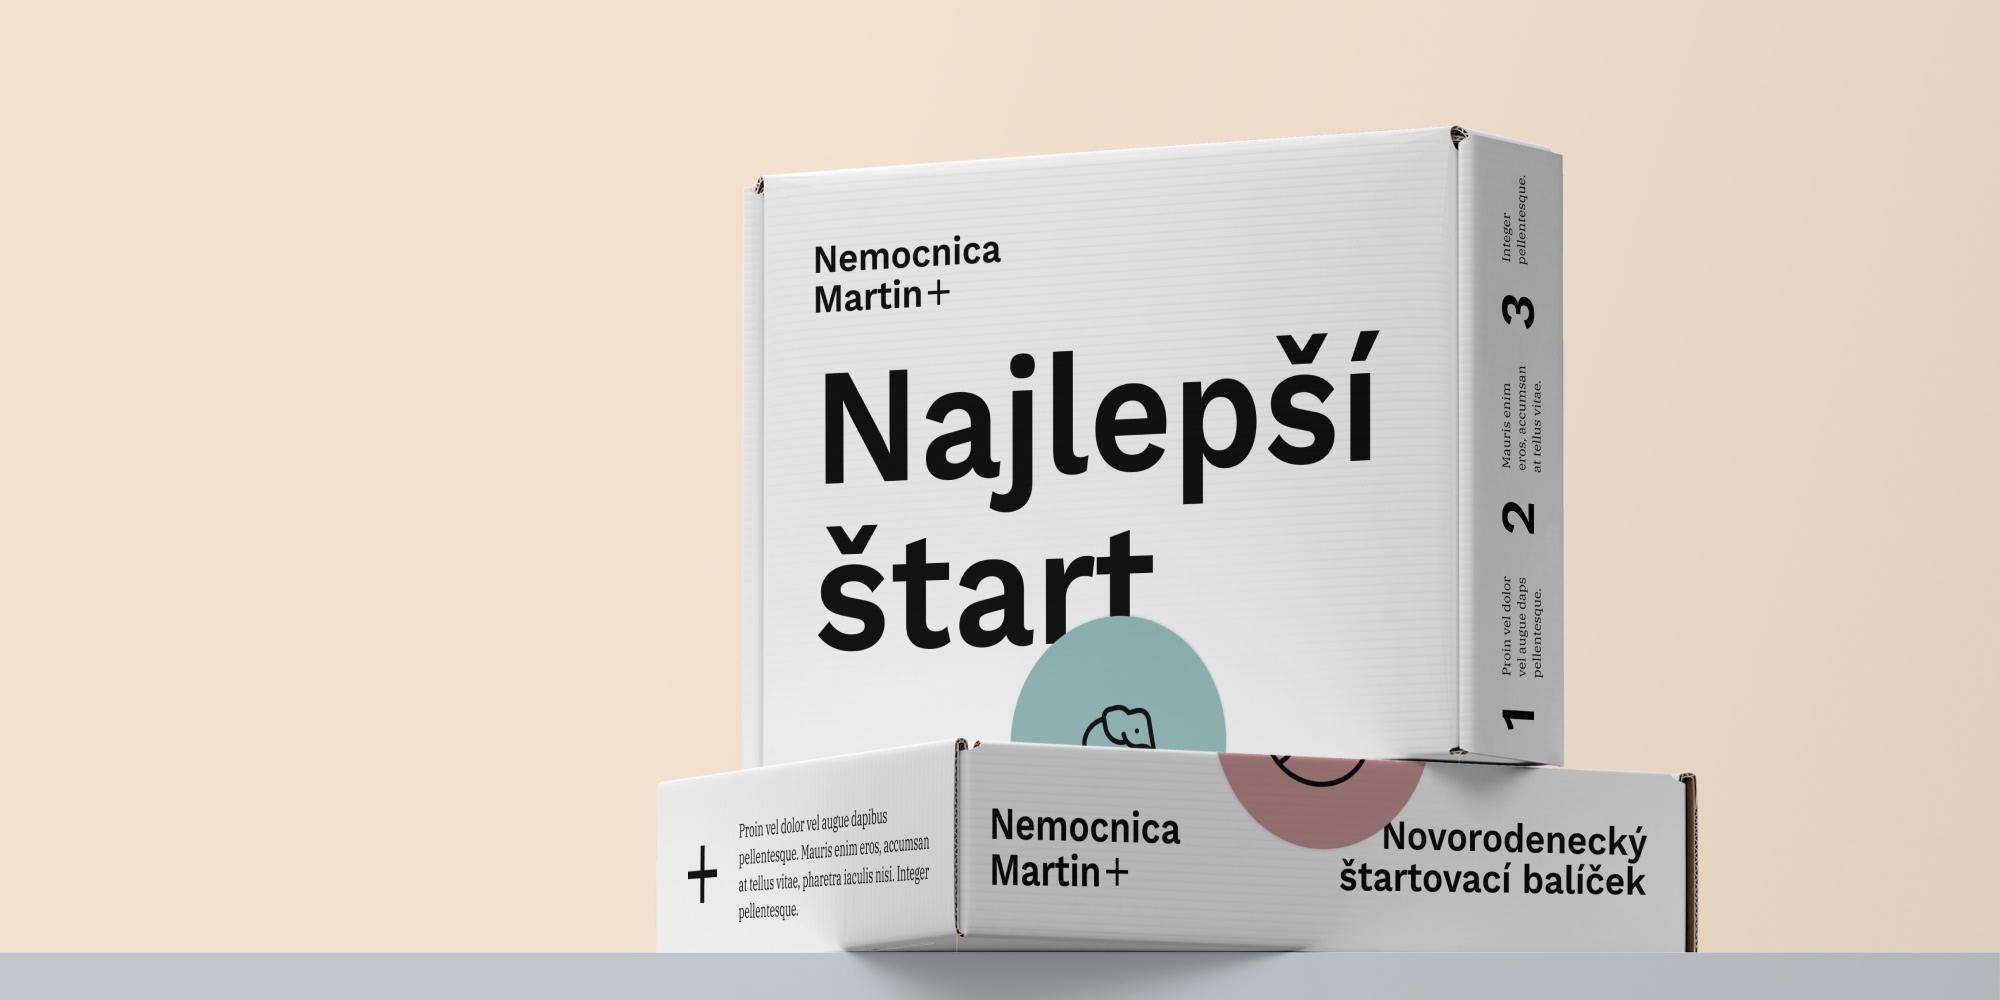 Nemocnica
Martin+
Najlepší
štart
1
Proin vel dolor
vel augue daps
pellentesque.
2
Mauris enim
eros, accumsan
at tellus vitae.
3
Integer
pellentesque.
+
Proin vel dolor vel augue dapibus
pellentesque. Mauris enim eros, accumsan
at tellus vitae, pharetra iaculis nisi. Integer
pellentesque.
Nemocnica
Martin+
Novorodenecký
štartovací balíček